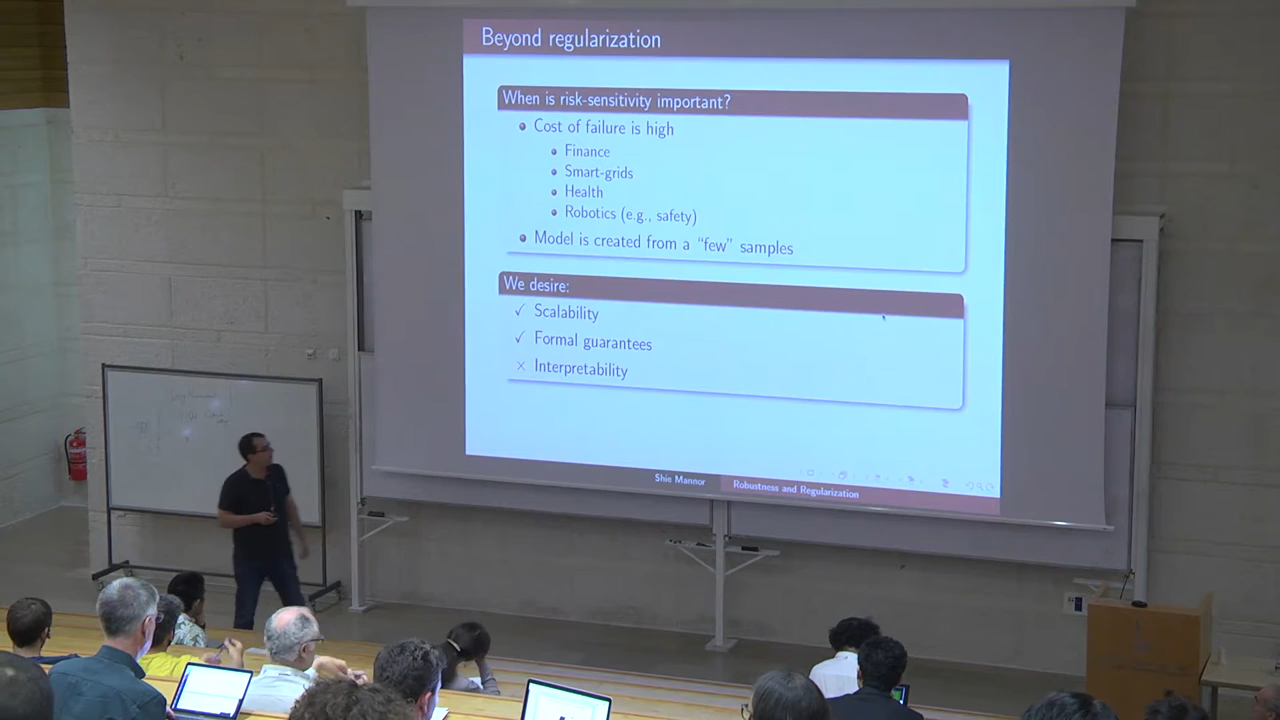 Beyond regularization
When is risk-sensitivity important?
Cost of failure is high
Finance
Smart-grids
Health
Robotics (e.g., safety)
Model is created from a “few” samples
We desire:
✓ Scalability
✓ Formal guarantees
× Interpretability
Shie Mannor Robustness and Regularization